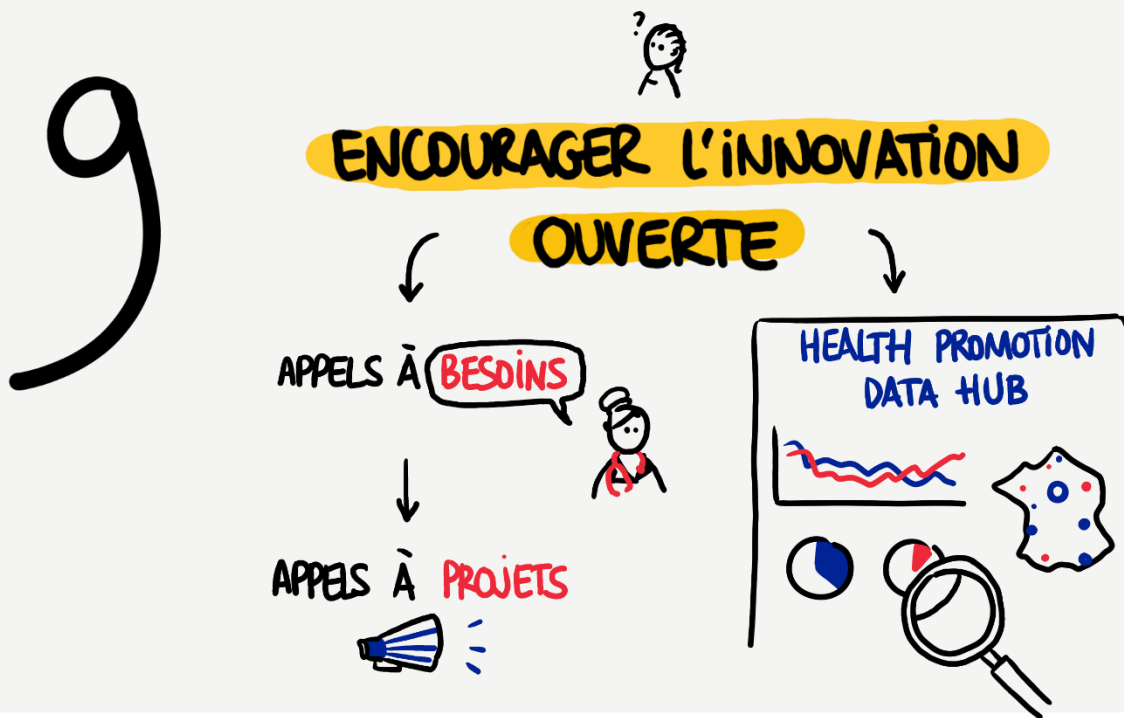 9
?
ENCOURAGER L'INNOVATION
OUVERTE
APPELS À BESOINS
APPELS À PROJETS
HEALTH PROMOTION
DATA HUB